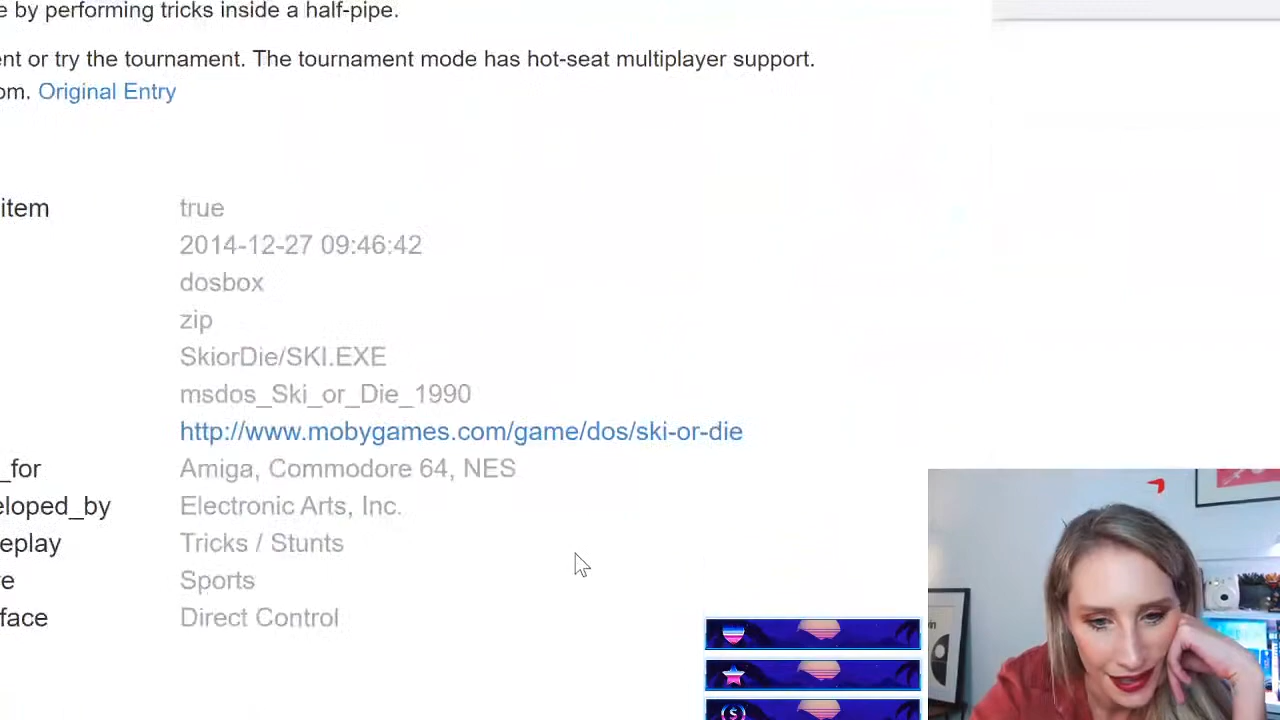 e by performing tricks inside a half-pipe.
nt or try the tournament. The tournament mode has hot-seat multiplayer support.
om. Original Entry
item true
2014-12-27 09:46:42
dosbox
zip
SkiorDie/SKI.EXE
msdos_Ski_or_Die_1990
http://www.mobygames.com/game/dos/ski-or-die
_for Amiga, Commodore 64, NES
eloped_by Electronic Arts, Inc.
eplay Tricks / Stunts
e Sports
face Direct Control
$